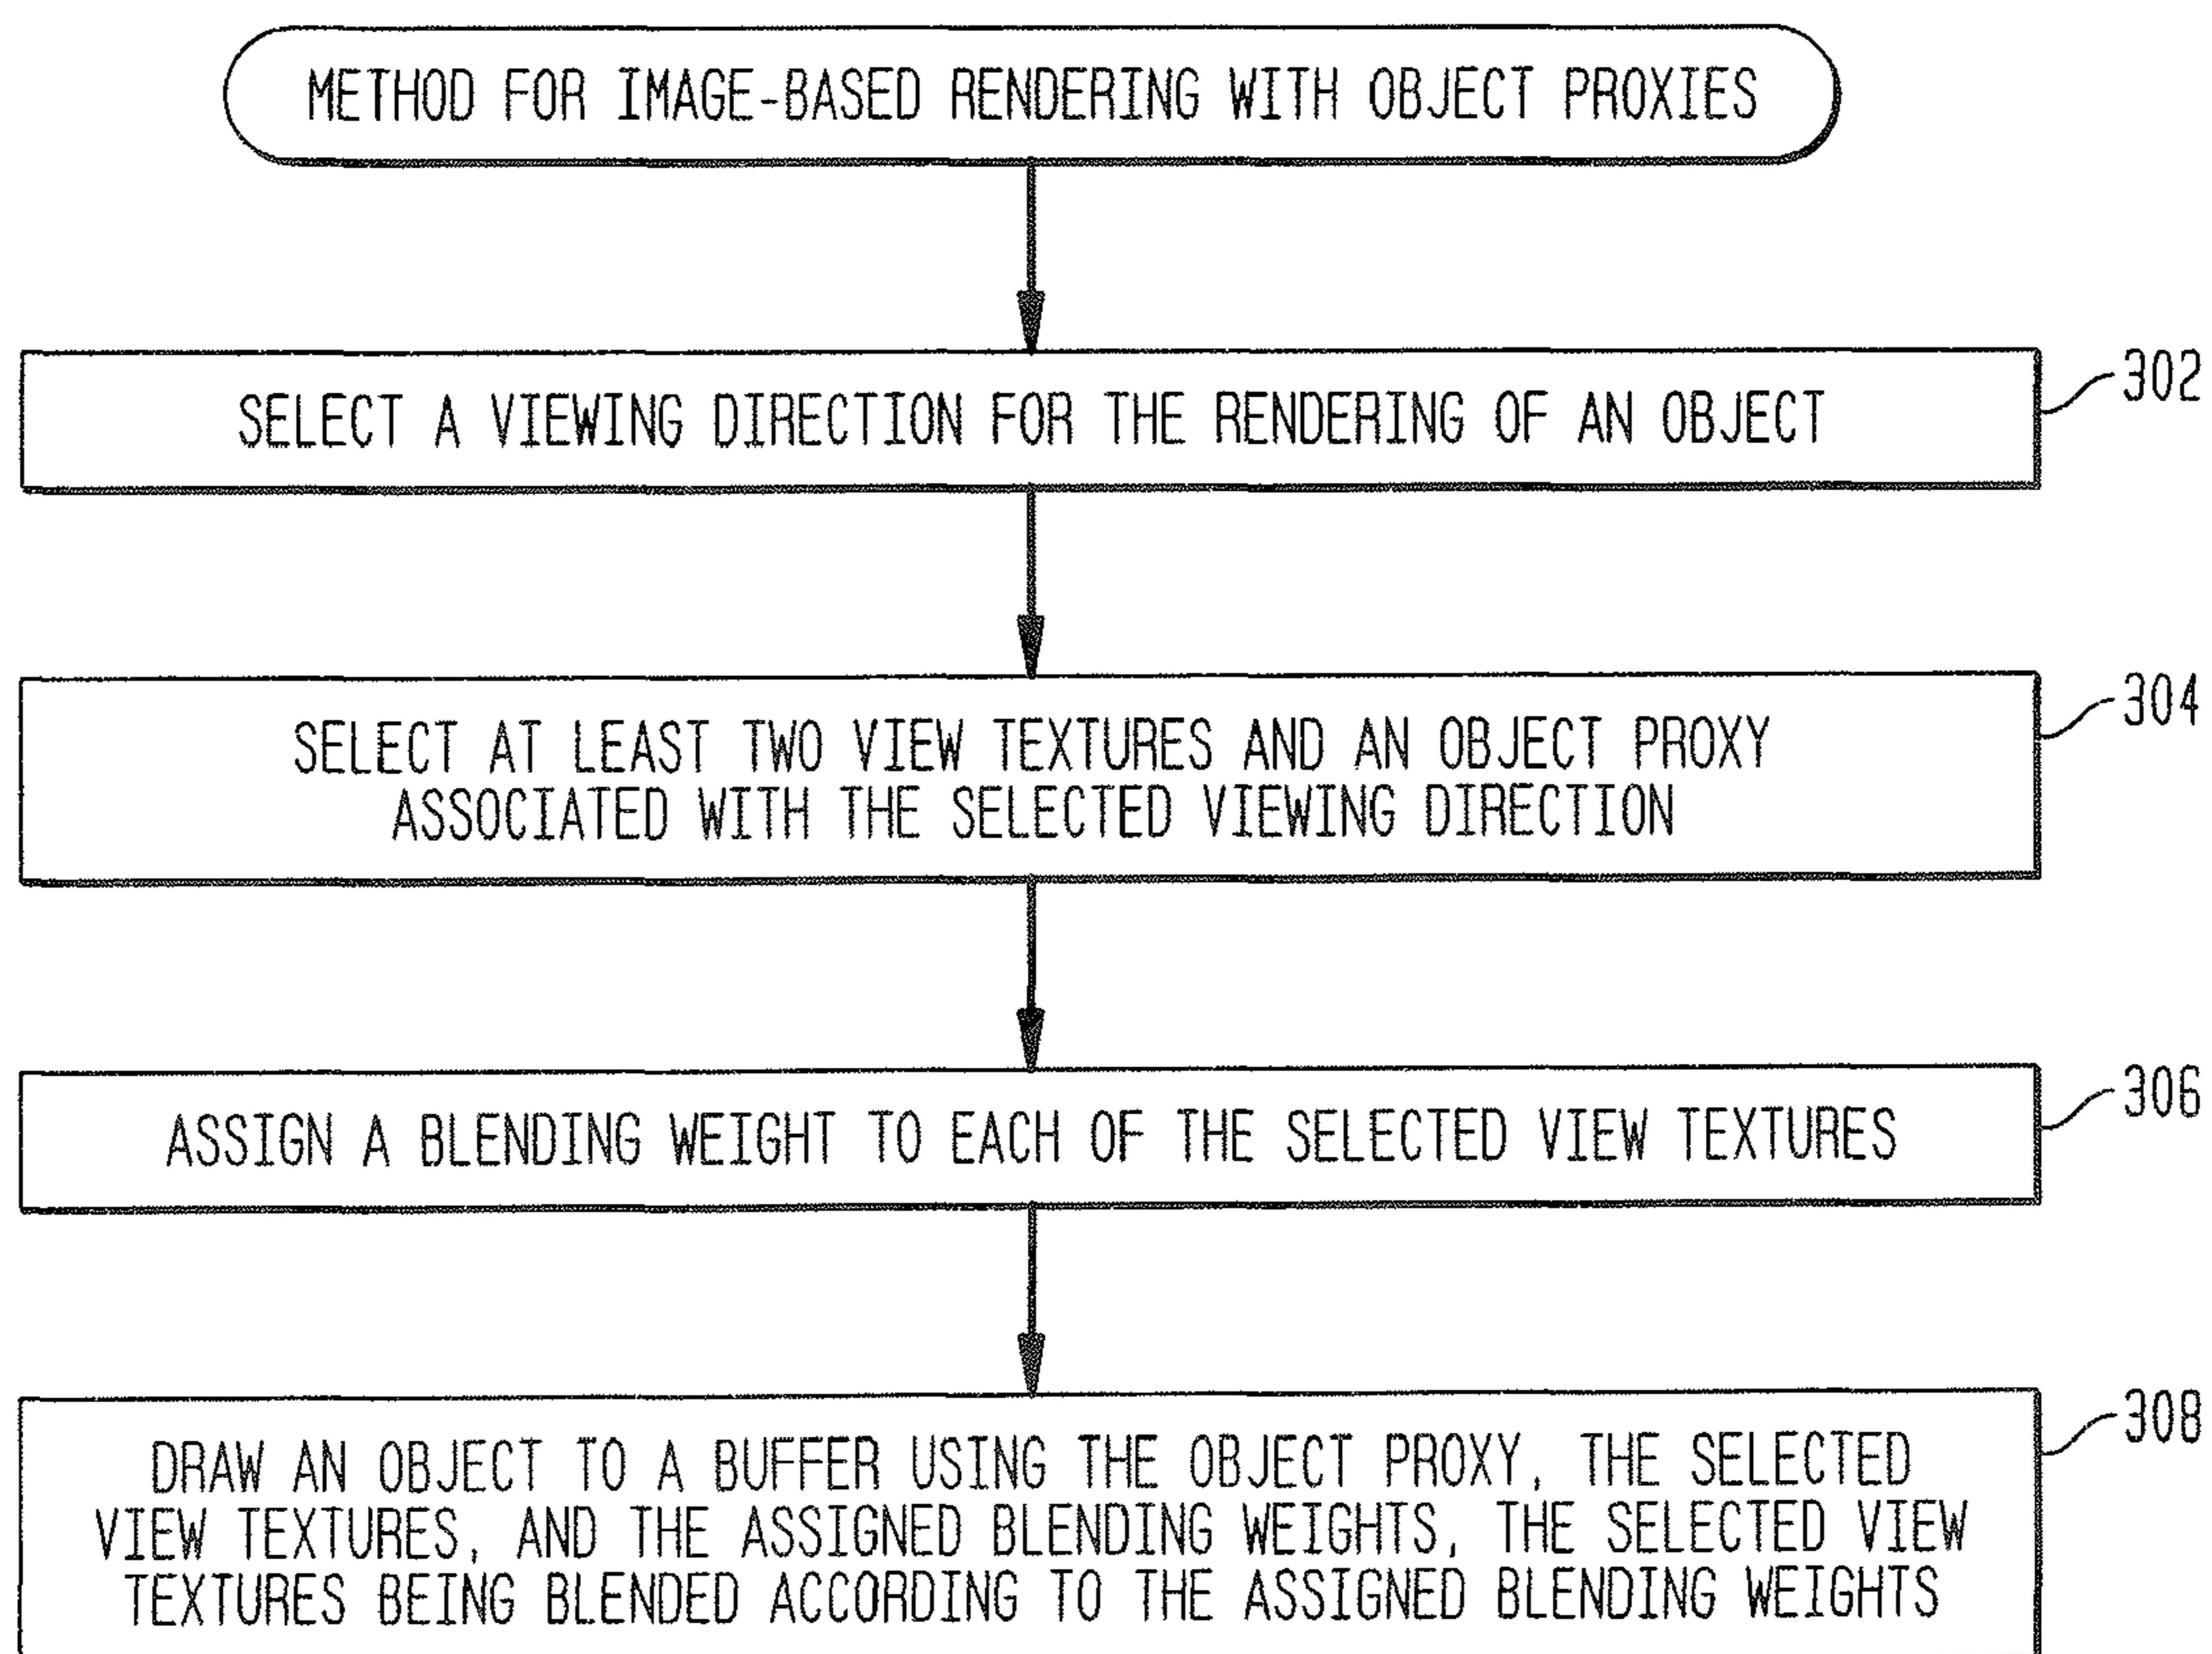 METHOD FOR IMAGE-BASED RENDERING WITH OBJECT PROXIES
SELECT A VIEWING DIRECTION FOR THE RENDERING OF AN OBJECT
302
SELECT AT LEAST TWO VIEW TEXTURES AND AN OBJECT PROXY
ASSOCIATED WITH THE SELECTED VIEWING DIRECTION
304
ASSIGN A BLENDING WEIGHT TO EACH OF THE SELECTED VIEW TEXTURES
306
DRAW AN OBJECT TO A BUFFER USING THE OBJECT PROXY, THE SELECTED
VIEW TEXTURES, AND THE ASSIGNED BLENDING WEIGHTS, THE SELECTED VIEW
TEXTURES BEING BLENDED ACCORDING TO THE ASSIGNED BLENDING WEIGHTS
308